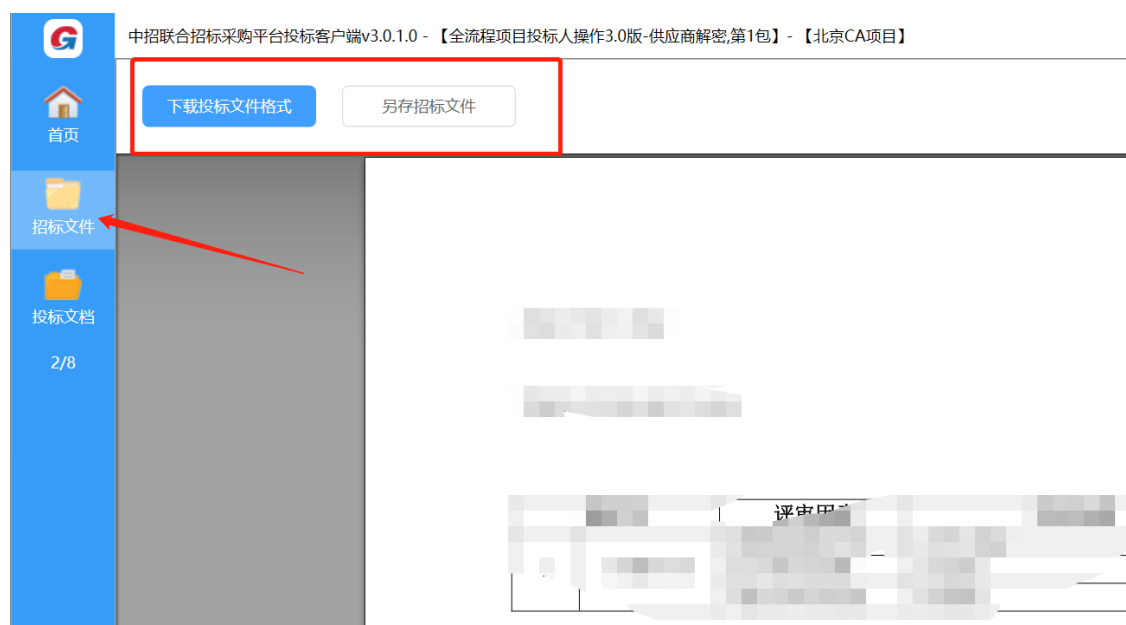 中招联合招标采购平台投标客户端v3.0.1.0 - 【全流程项目投标人操作3.0版-供应商解密,第1包】 - 【北京CA项目】
下载投标文件格式
另存招标文件
首页
招标文件
投标文档
2/8